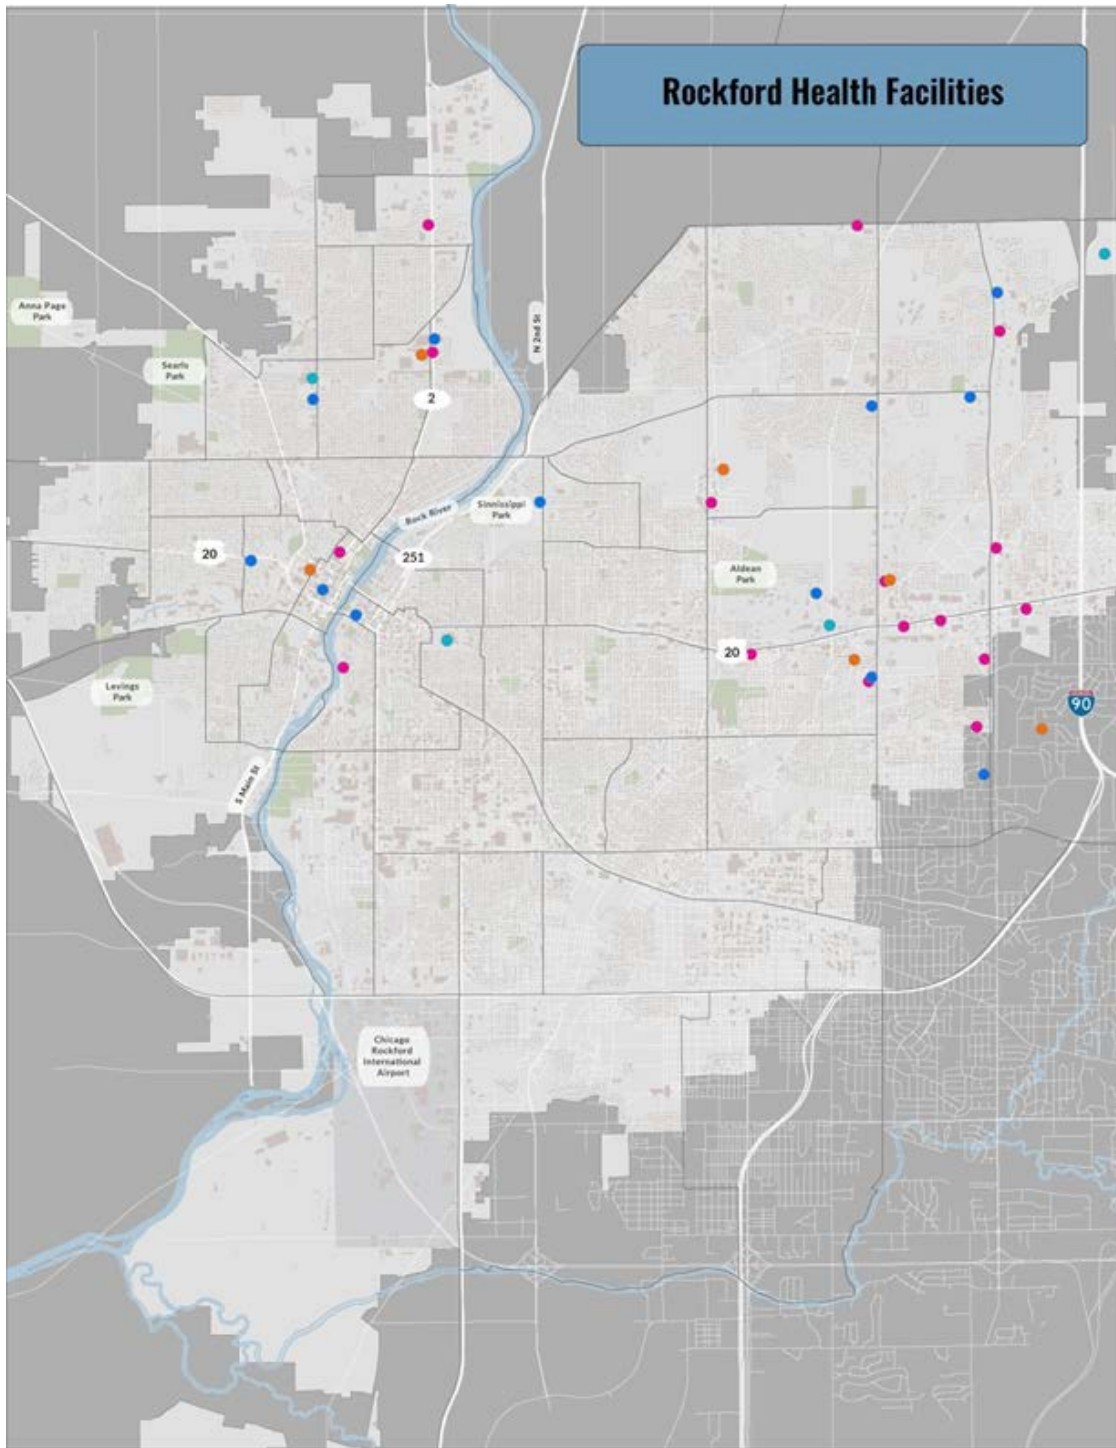 Rockford Health Facilities
Anna Page
Park
Searls
Park
N 2nd St
2
Rock River
Sinnissippi
Park
20
251
Aldean
Park
20
Levings
Park
90
S Main St
Chicago
Rockford
International
Airport